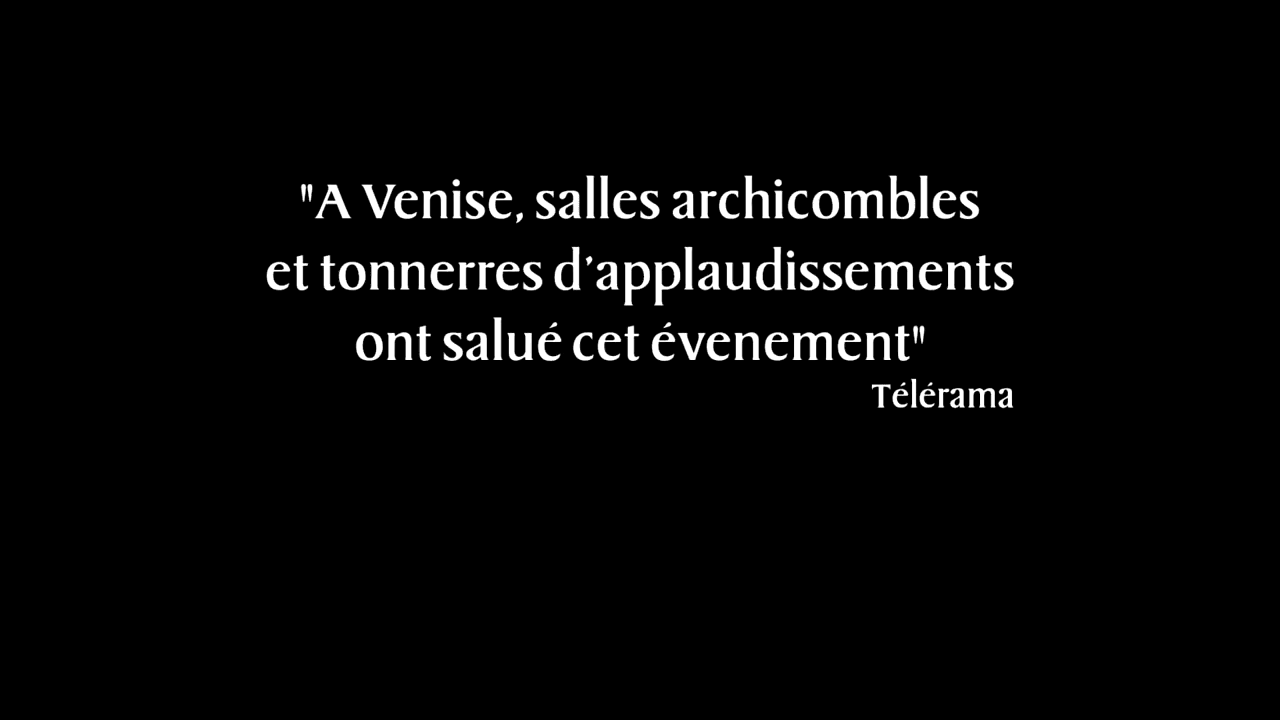 "A Venise, salles archicombles
et tonnerres d'applaudissements
ont salué cet évenement"
Télérama